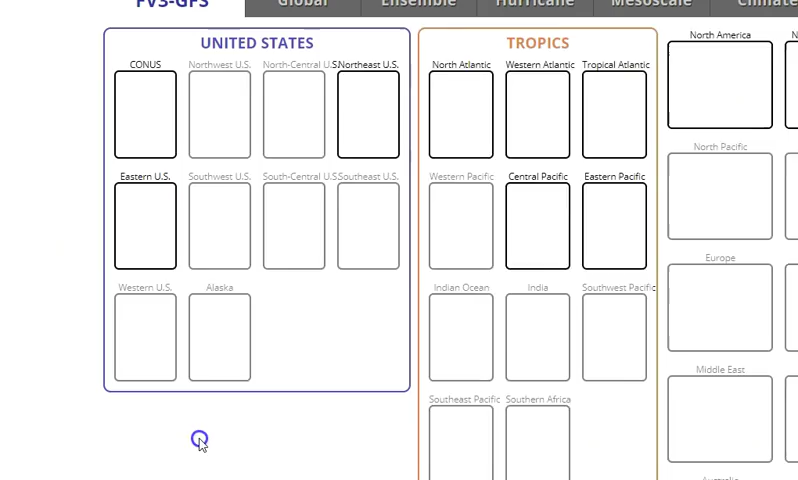 FV3-GFS Global Ensemble Hurricane Mesoscale Climate
UNITED STATES
CONUS Northwest U.S. North-Central U.S. Northeast U.S.
Eastern U.S. Southwest U.S. South-Central U.S. Southeast U.S.
Western U.S. Alaska
TROPICS
North Atlantic Western Atlantic Tropical Atlantic
Western Pacific Central Pacific Eastern Pacific
Indian Ocean India Southwest Pacific
Southeast Pacific Southern Africa
North America
North Pacific
Europe
Middle East